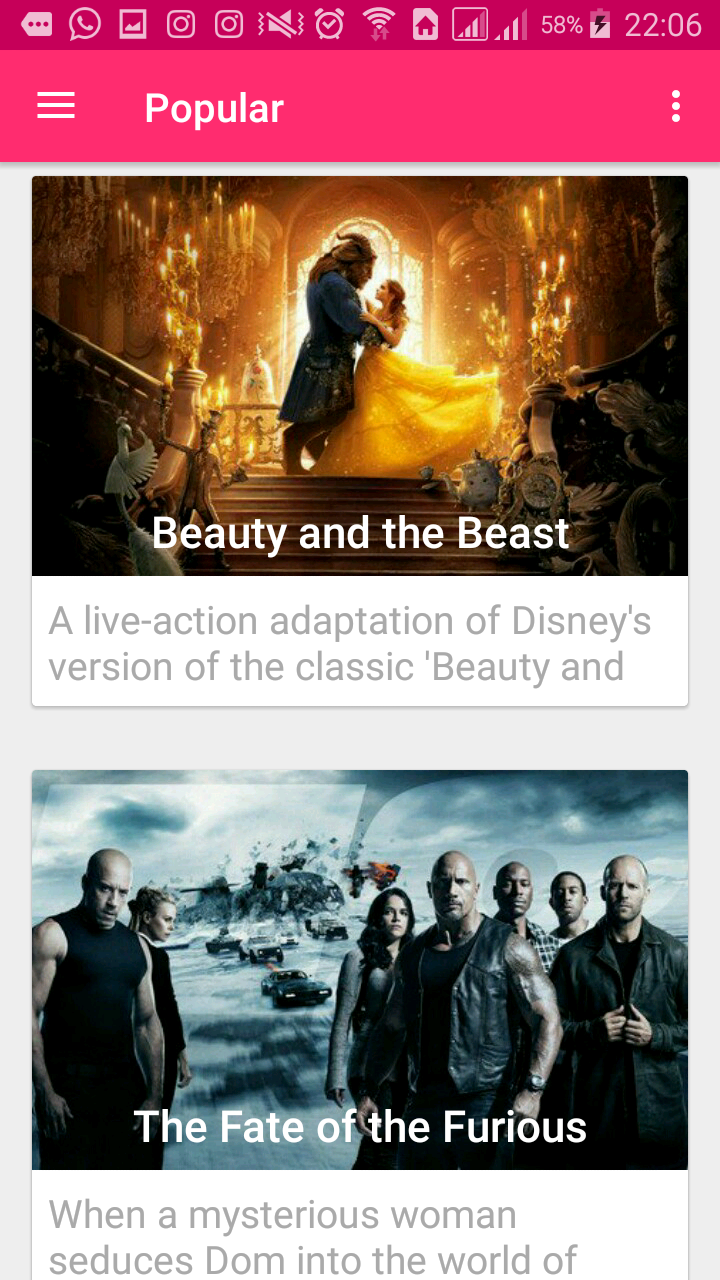 58% 22:06
Popular
Beauty and the Beast
A live-action adaptation of Disney's
version of the classic 'Beauty and
The Fate of the Furious
When a mysterious woman
seduces Dom into the world of